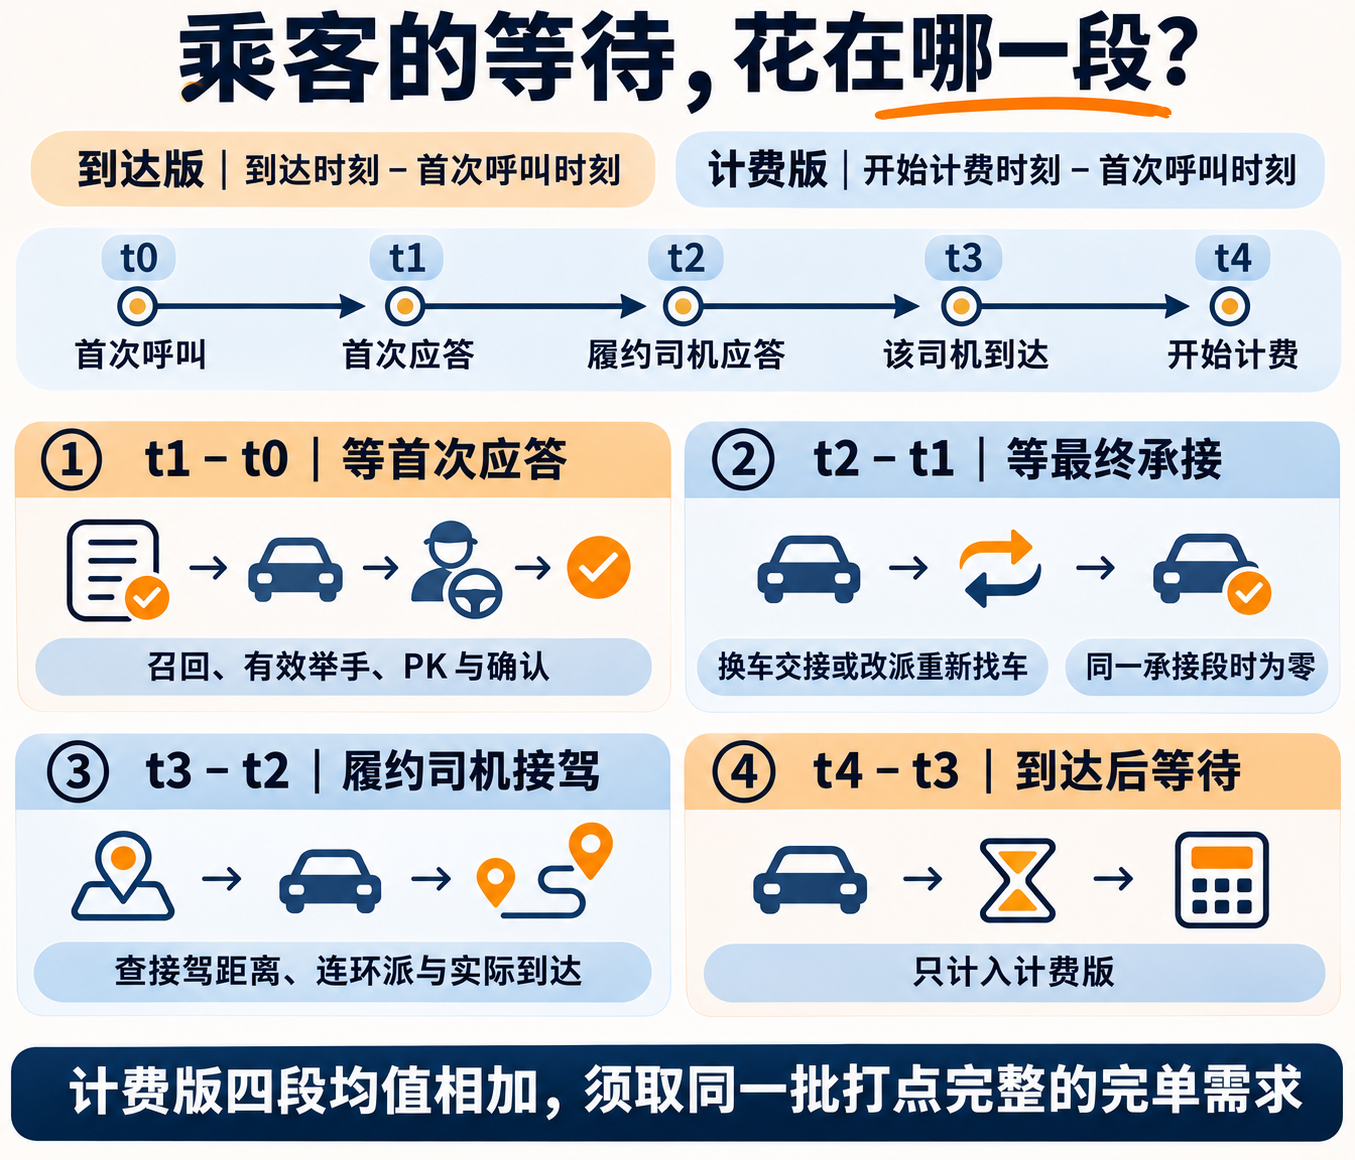 乘客的等待，花在哪一段？
到达版｜到达时刻－首次呼叫时刻
计费版｜开始计费时刻－首次呼叫时刻
t0
t1
t2
t3
t4
首次呼叫
首次应答
履约司机应答
该司机到达
开始计费
① t1－t0｜等首次应答
召回、有效举手、PK与确认
② t2－t1｜等最终承接
换车交接或改派重新找车
同一承接段时为零
③ t3－t2｜履约司机接驾
查接驾距离、连环派与实际到达
④ t4－t3｜到达后等待
只计入计费版
计费版四段均值相加，须取同一批打点完整的完单需求